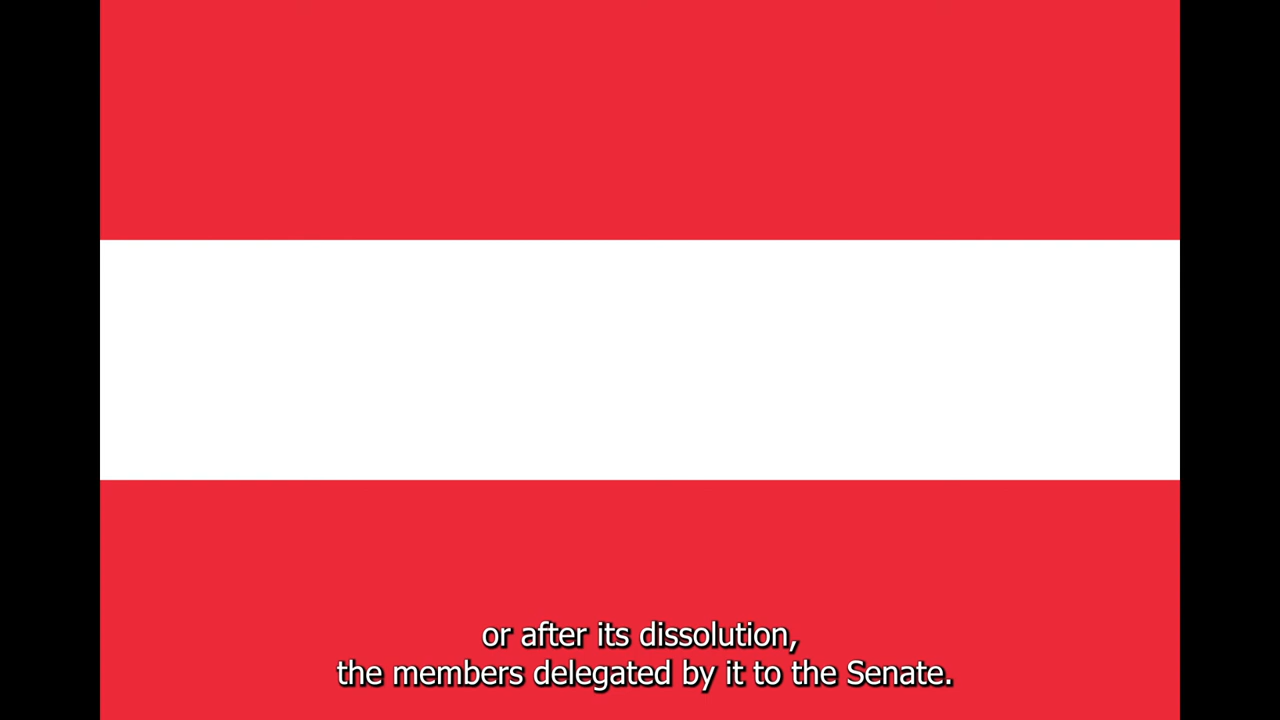 or after its dissolution,
the members delegated by it to the Senate.